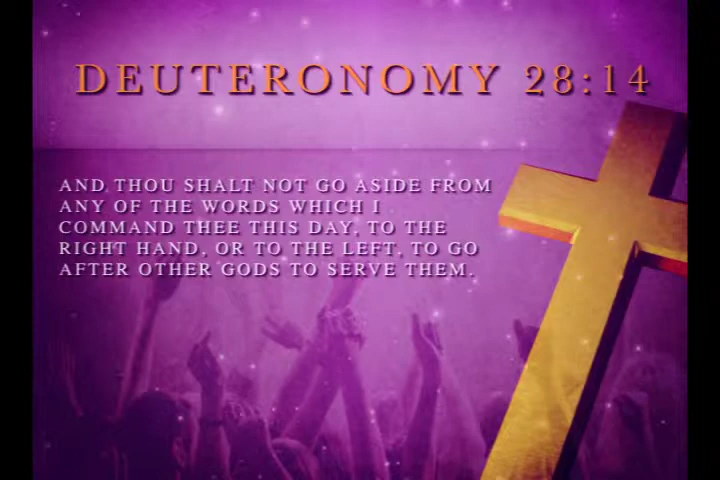 DEUTERONOMY 28:14
AND THOU SHALT NOT GO ASIDE FROM
ANY OF THE WORDS WHICH I
COMMAND THEE THIS DAY, TO THE
RIGHT HAND, OR TO THE LEFT, TO GO
AFTER OTHER GODS TO SERVE THEM.